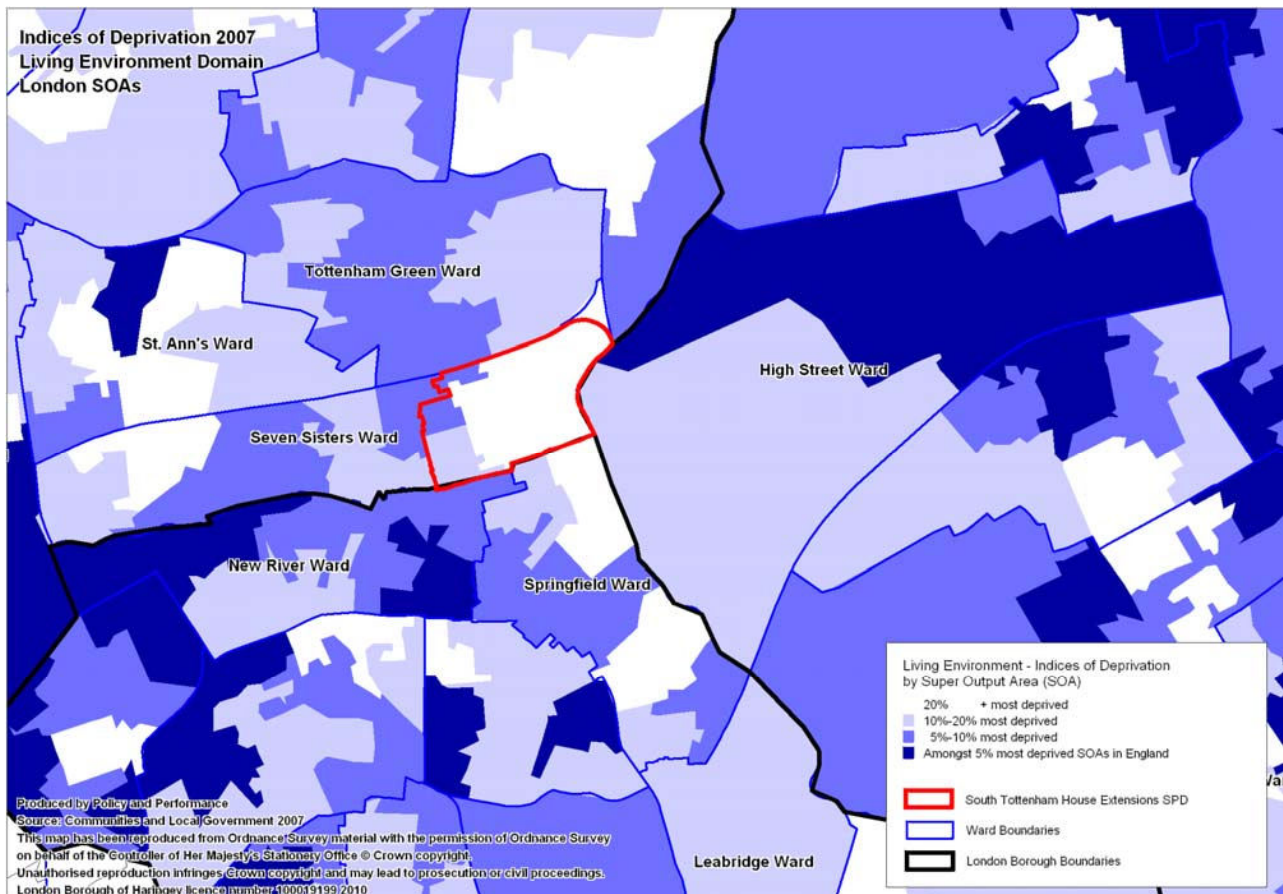 Indices of Deprivation 2007
Living Environment Domain
London SOAs
Tottenham Green Ward
St. Ann's Ward
High Street Ward
Seven Sisters Ward
New River Ward
Springfield Ward
Leabridge Ward
Living Environment - Indices of Deprivation
by Super Output Area (SOA)
20% + most deprived
10%-20% most deprived
5%-10% most deprived
Amongst 5% most deprived SOAs in England
South Tottenham House Extensions SPD
Ward Boundaries
London Borough Boundaries
Produced by Policy and Performance
Source: Communities and Local Government 2007
This map has been reproduced from Ordnance Survey material with the permission of Ordnance Survey
on behalf of the Controller of Her Majesty's Stationery Office © Crown copyright.
Unauthorised reproduction infringes Crown copyright and may lead to prosecution or civil proceedings.
London Borough of Haringey licence number 100019199 2010